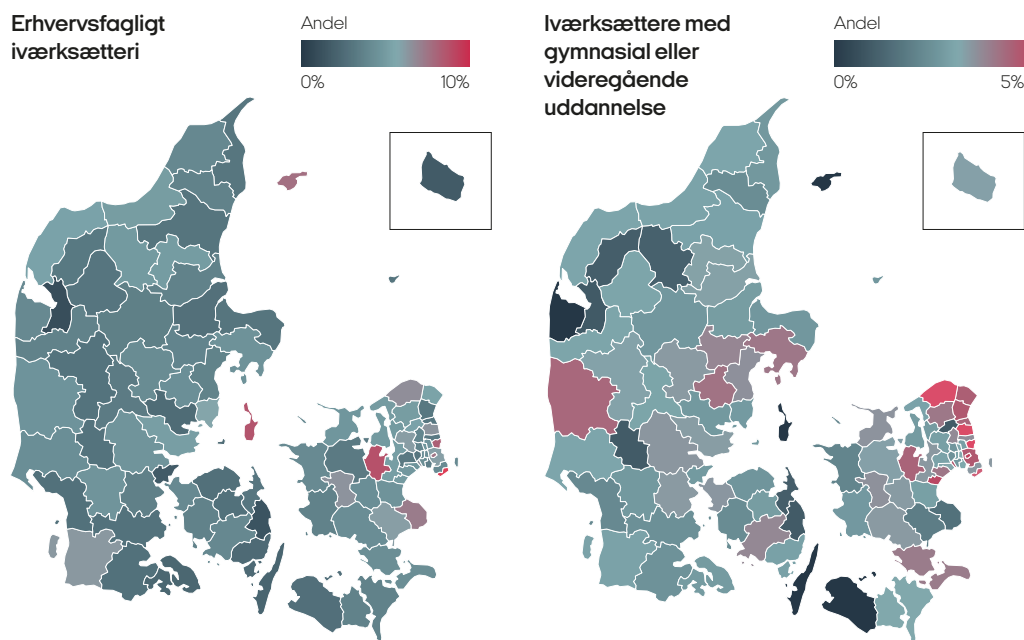 Erhvervsfagligt
iværksætteri
Andel
0% 10%
Iværksættere med
gymnasial eller
videregående
uddannelse
Andel
0% 5%